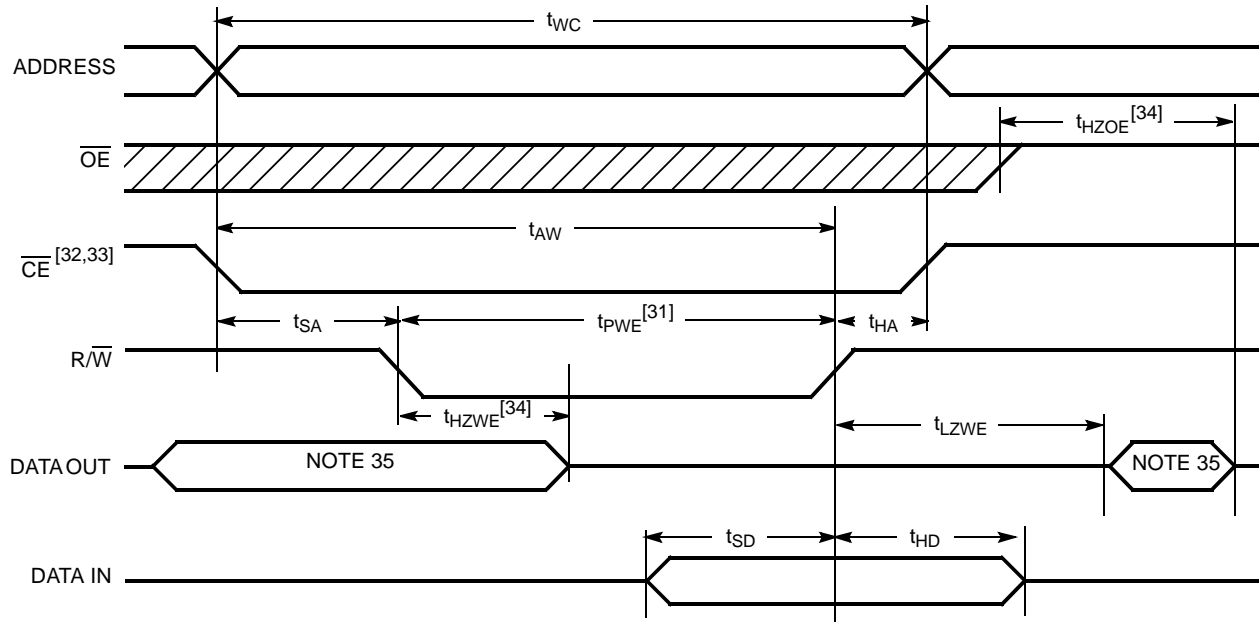 tWC
ADDRESS
tHZOE[34]
OE
tAW
CE[32,33]
tSA
tPWE[31]
tHA
R/W
tHZWE[34]
tLZWE
DATA OUT
NOTE 35
NOTE 35
tSD
tHD
DATA IN